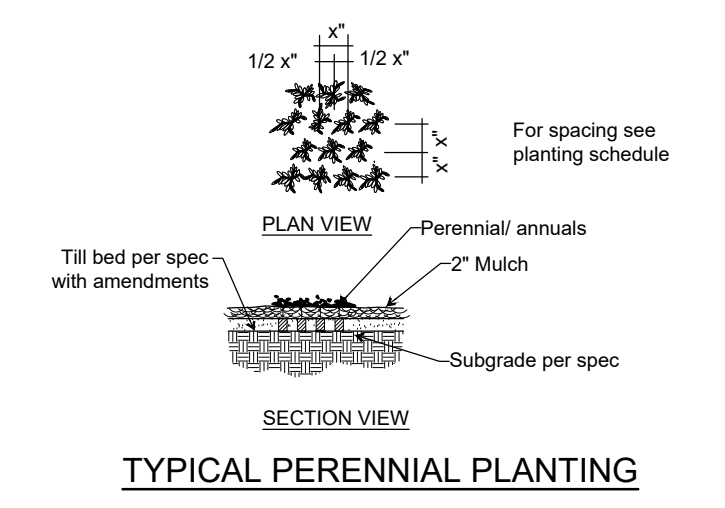 x"
1/2 x"
1/2 x"
x"
x"
For spacing see
planting schedule
PLAN VIEW
Perennial/ annuals
Till bed per spec
with amendments
2" Mulch
Subgrade per spec
SECTION VIEW
TYPICAL PERENNIAL PLANTING